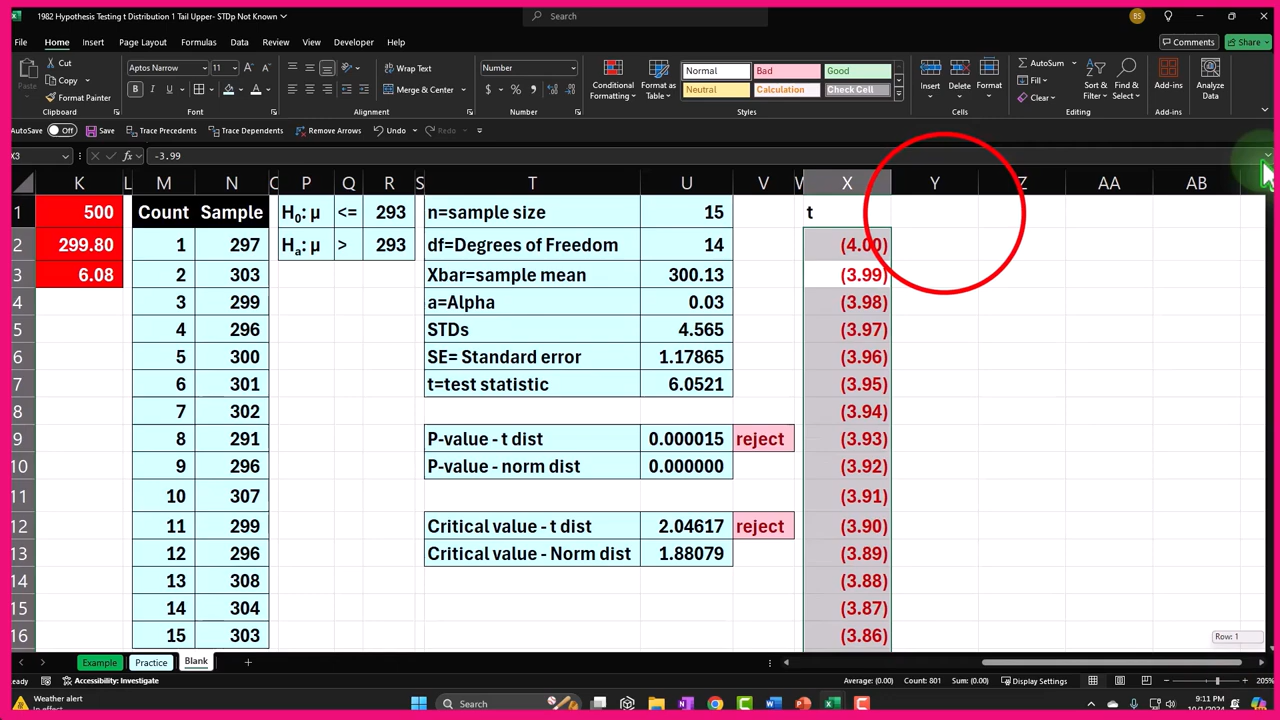 1982 Hypothesis Testing t Distribution 1 Tail Upper- STDp Not Known
Search
BS
File Home Insert Page Layout Formulas Data Review View Developer Help
Comments Share
Paste
Cut
Copy
Format Painter
Clipboard
Aptos Narrow 11
B I U
Font
Wrap Text
Merge & Center
Alignment
Number
$ % 9
Number
Conditional Formatting
Format as Table
Normal Bad Good
Neutral Calculation Check Cell
Styles
Insert Delete Format
Cells
AutoSum
Fill
Clear
Sort & Filter
Find & Select
Editing
Add-ins
Add-ins
Analyze Data
AutoSave Off Save Trace Precedents Trace Dependents Remove Arrows Undo Redo
X3 fx -3.99
K L M N P Q R S T U V W X Y Z AA AB
1 500 Count Sample H0: µ <= 293 n=sample size 15 t
2 299.80 1 297 Ha: µ > 293 df=Degrees of Freedom 14 (4.00)
3 6.08 2 303 Xbar=sample mean 300.13 (3.99)
4 3 299 a=Alpha 0.03 (3.98)
5 4 296 STDs 4.565 (3.97)
6 5 300 SE= Standard error 1.17865 (3.96)
7 6 301 t=test statistic 6.0521 (3.95)
8 7 302 (3.94)
9 8 291 P-value - t dist 0.000015 reject (3.93)
10 9 296 P-value - norm dist 0.000000 (3.92)
11 10 307 (3.91)
12 11 299 Critical value - t dist 2.04617 reject (3.90)
13 12 296 Critical value - Norm dist 1.88079 (3.89)
14 13 308 (3.88)
15 14 304 (3.87)
16 15 303 (3.86)
Row: 1
Example Practice Blank
Accessibility: Investigate
Average: (0.00) Count: 801 Sum: (0.00) Display Settings 205%
Weather alert
In effect
Search
9:11 PM
10/1/2024